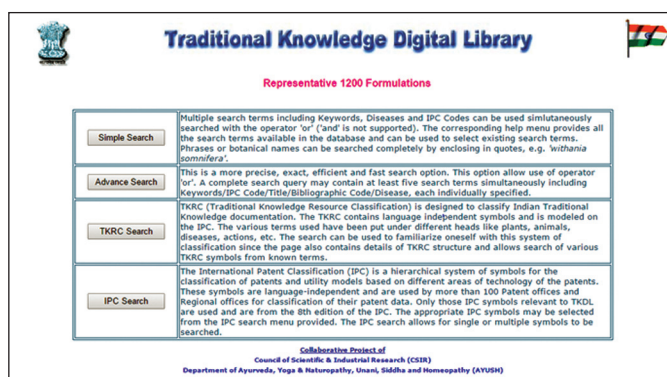 Traditional Knowledge Digital Library
Representative 1200 Formulations
Simple Search
Multiple search terms including Keywords, Diseases and IPC Codes can be used simlutaneously
searched with the operator 'or' ('and' is not supported). The corresponding help menu provides all
the search terms available in the database and can be used to select existing search terms.
Phrases or botanical names can be searched completely by enclosing in quotes, e.g. 'withania
somnifera'.
Advance Search
This is a more precise, exact, efficient and fast search option. This option allow use of operator
'or'. A complete search query may contain at least five search terms simultaneously including
Keywords/IPC Code/Title/Bibliographic Code/Disease, each individually specified.
TKRC Search
TKRC (Traditional Knowledge Resource Classification) is designed to classify Indian Traditional
Knowledge documentation. The TKRC contains language independent symbols and is modeled on
the IPC. The various terms used have been put under different heads like plants, animals,
diseases, actions, etc. The search can be used to familiarize oneself with this system of
classification since the page also contains details of TKRC structure and allows search of various
TKRC symbols from known terms.
IPC Search
The International Patent Classification (IPC) is a hierarchical system of symbols for the
classification of patents and utility models based on different areas of technology of the patents.
These symbols are language-independent and are used by more than 100 Patent offices and
Regional offices for classification of their patent data. Only those IPC symbols relevant to TKDL
are used and are from the 8th edition of the IPC. The appropriate IPC symbols may be selected
from the IPC search menu provided. The IPC search allows for single or multiple symbols to be
searched.
Collaborative Project of
Council of Scientific & Industrial Research (CSIR)
Department of Ayurveda, Yoga & Naturopathy, Unani, Siddha and Homeopathy (AYUSH)